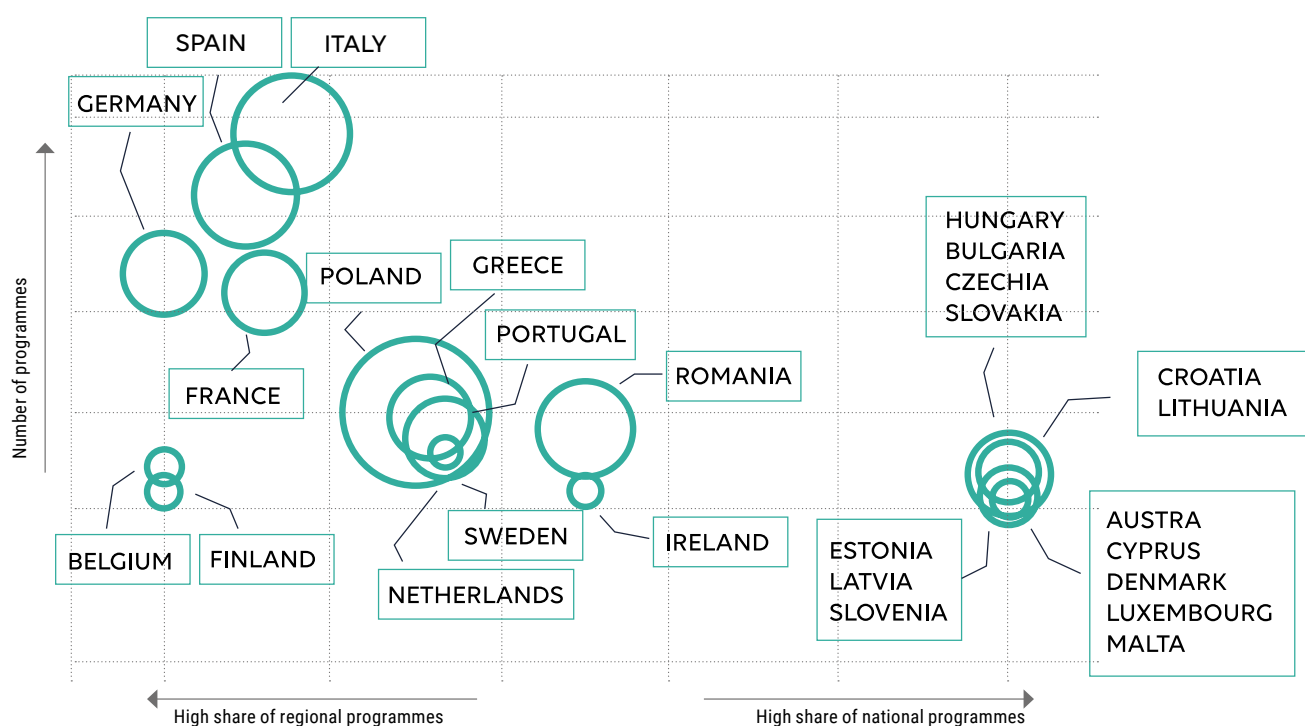 SPAIN
ITALY
GERMANY
HUNGARY
BULGARIA
CZECHIA
SLOVAKIA
GREECE
POLAND
PORTUGAL
ROMANIA
CROATIA
LITHUANIA
FRANCE
Number of programmes
AUSTRA
CYPRUS
DENMARK
LUXEMBOURG
MALTA
SWEDEN
IRELAND
ESTONIA
LATVIA
SLOVENIA
BELGIUM
FINLAND
NETHERLANDS
High share of regional programmes
High share of national programmes